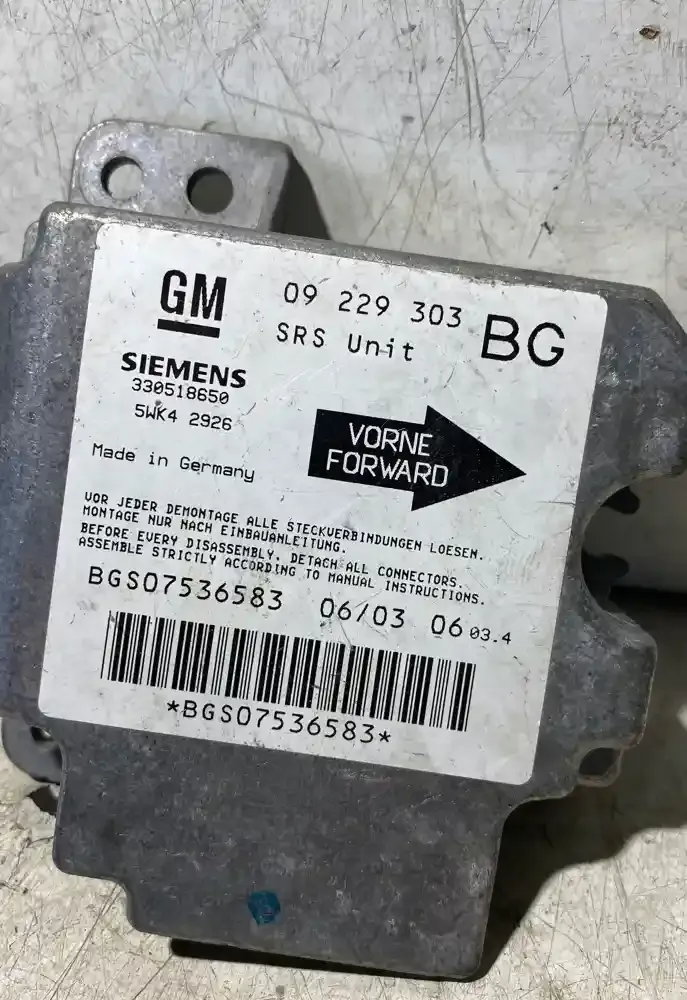 GM
09 229 303
BG
SRS Unit
SIEMENS
330518650
5WK4 2926
VORNE
FORWARD
Made in Germany
VOR JEDER DEMONTAGE ALLE STECKVERBINDUNGEN LOESEN.
MONTAGE NUR NACH EINBAUANLEITUNG.
BEFORE EVERY DISASSEMBLY, DETACH ALL CONNECTORS.
ASSEMBLE STRICTLY ACCORDING TO MANUAL INSTRUCTIONS.
BGS07536583 06/03 06 03.4
*BGS07536583*